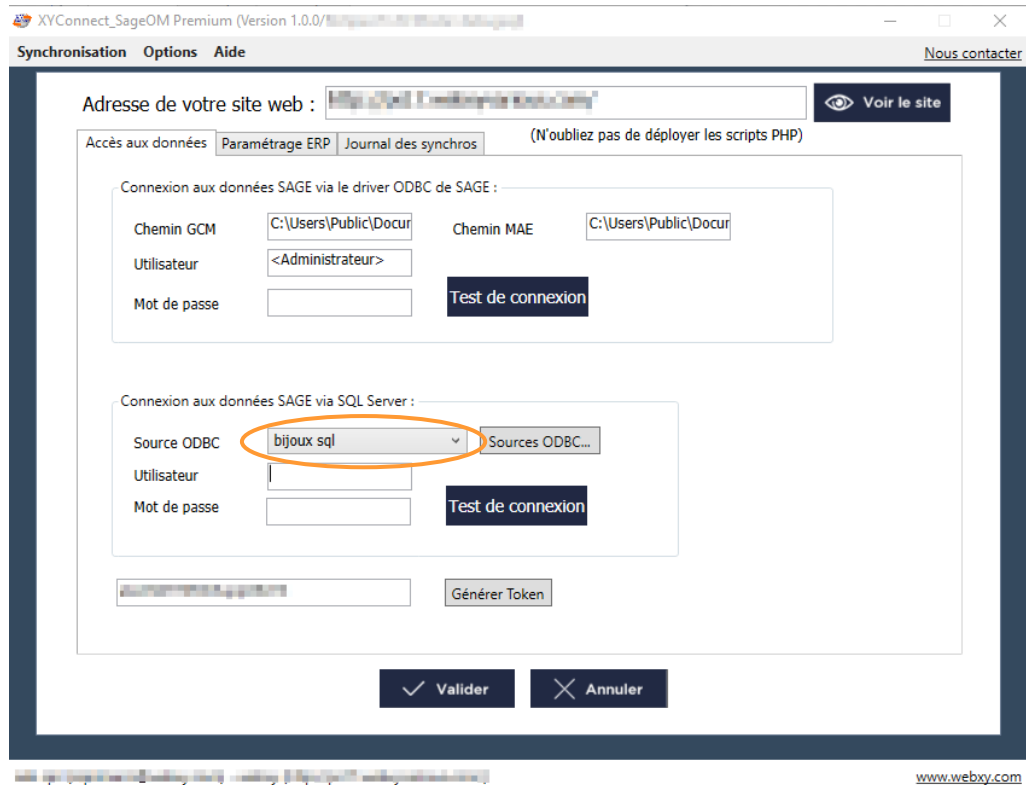 XYConnect_SageOM Premium (Version 1.0.0/
Synchronisation Options Aide Nous contacter
Adresse de votre site web : Voir le site
(N'oubliez pas de déployer les scripts PHP)
Accès aux données Paramétrage ERP Journal des synchros
Connexion aux données SAGE via le driver ODBC de SAGE :
Chemin GCM C:\Users\Public\Docur Chemin MAE C:\Users\Public\Docur
Utilisateur <Administrateur>
Mot de passe Test de connexion
Connexion aux données SAGE via SQL Server :
Source ODBC bijoux sql Sources ODBC...
Utilisateur
Mot de passe Test de connexion
Générer Token
Valider Annuler
www.webxy.com